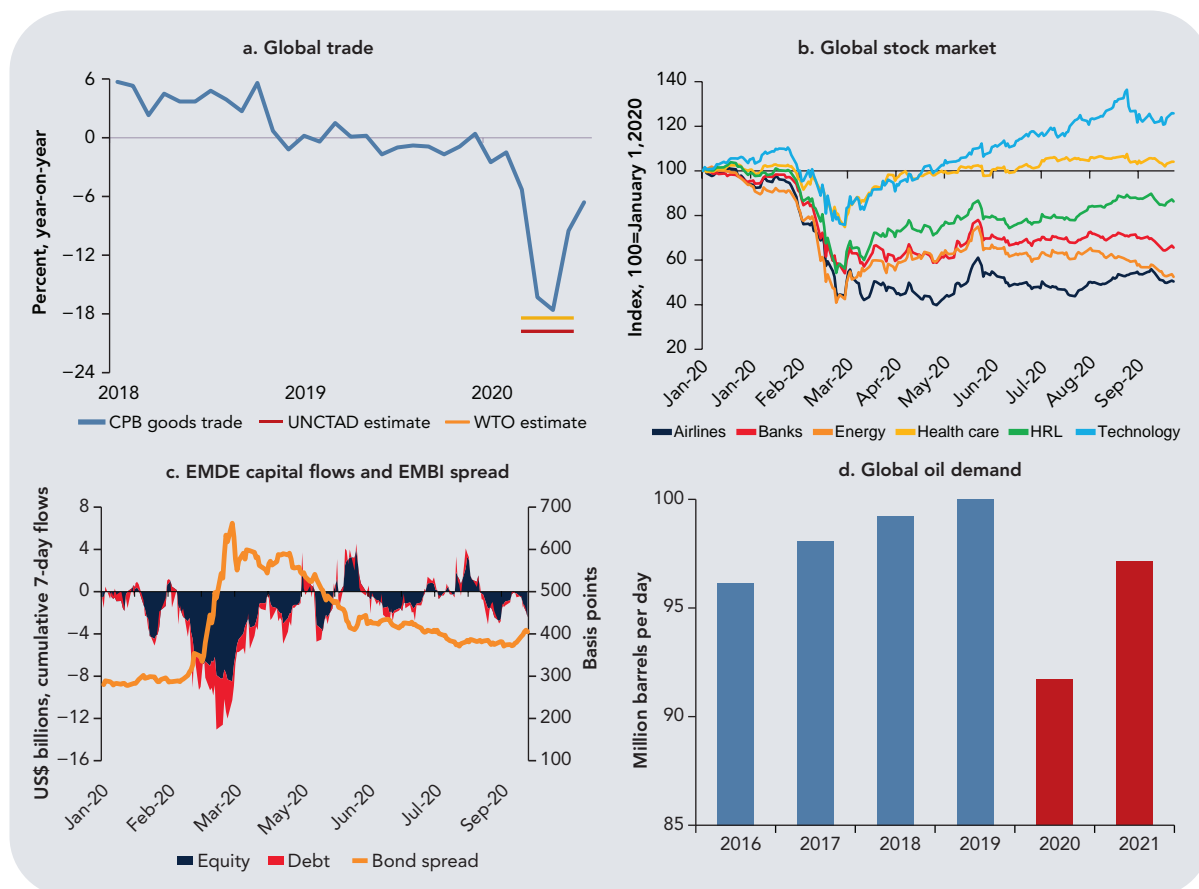 a. Global trade
Percent, year-on-year
6
0
−6
−12
−18
−24
2018 2019 2020
CPB goods trade UNCTAD estimate WTO estimate
b. Global stock market
Index, 100=January 1,2020
140
120
100
80
60
40
20
Jan-20 Jan-20 Feb-20 Mar-20 Apr-20 May-20 Jun-20 Jul-20 Aug-20 Sep-20
Airlines Banks Energy Health care HRL Technology
c. EMDE capital flows and EMBI spread
US$ billions, cumulative 7-day flows
8
4
0
−4
−8
−12
−16
700
600
500
400
300
200
100
Basis points
Jan-20 Feb-20 Mar-20 May-20 Jun-20 Jul-20 Sep-20
Equity Debt Bond spread
d. Global oil demand
Million barrels per day
100
95
90
85
2016 2017 2018 2019 2020 2021